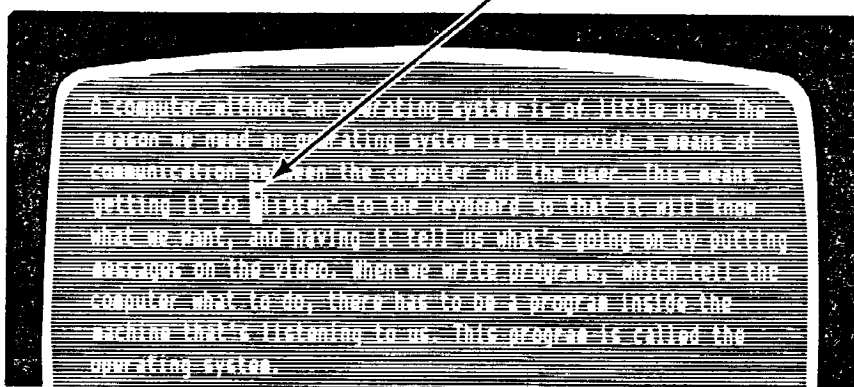 A computer without an operating system is of little use. The
reason we need an operating system is to provide a means of
communication between the computer and the user. This means
getting it to "listen" to the keyboard so that it will know
what we want, and having it tell us what's going on by putting
messages on the video. When we write programs, which tell the
computer what to do, there has to be a program inside the
machine that's listening to us. This program is called the
operating system.